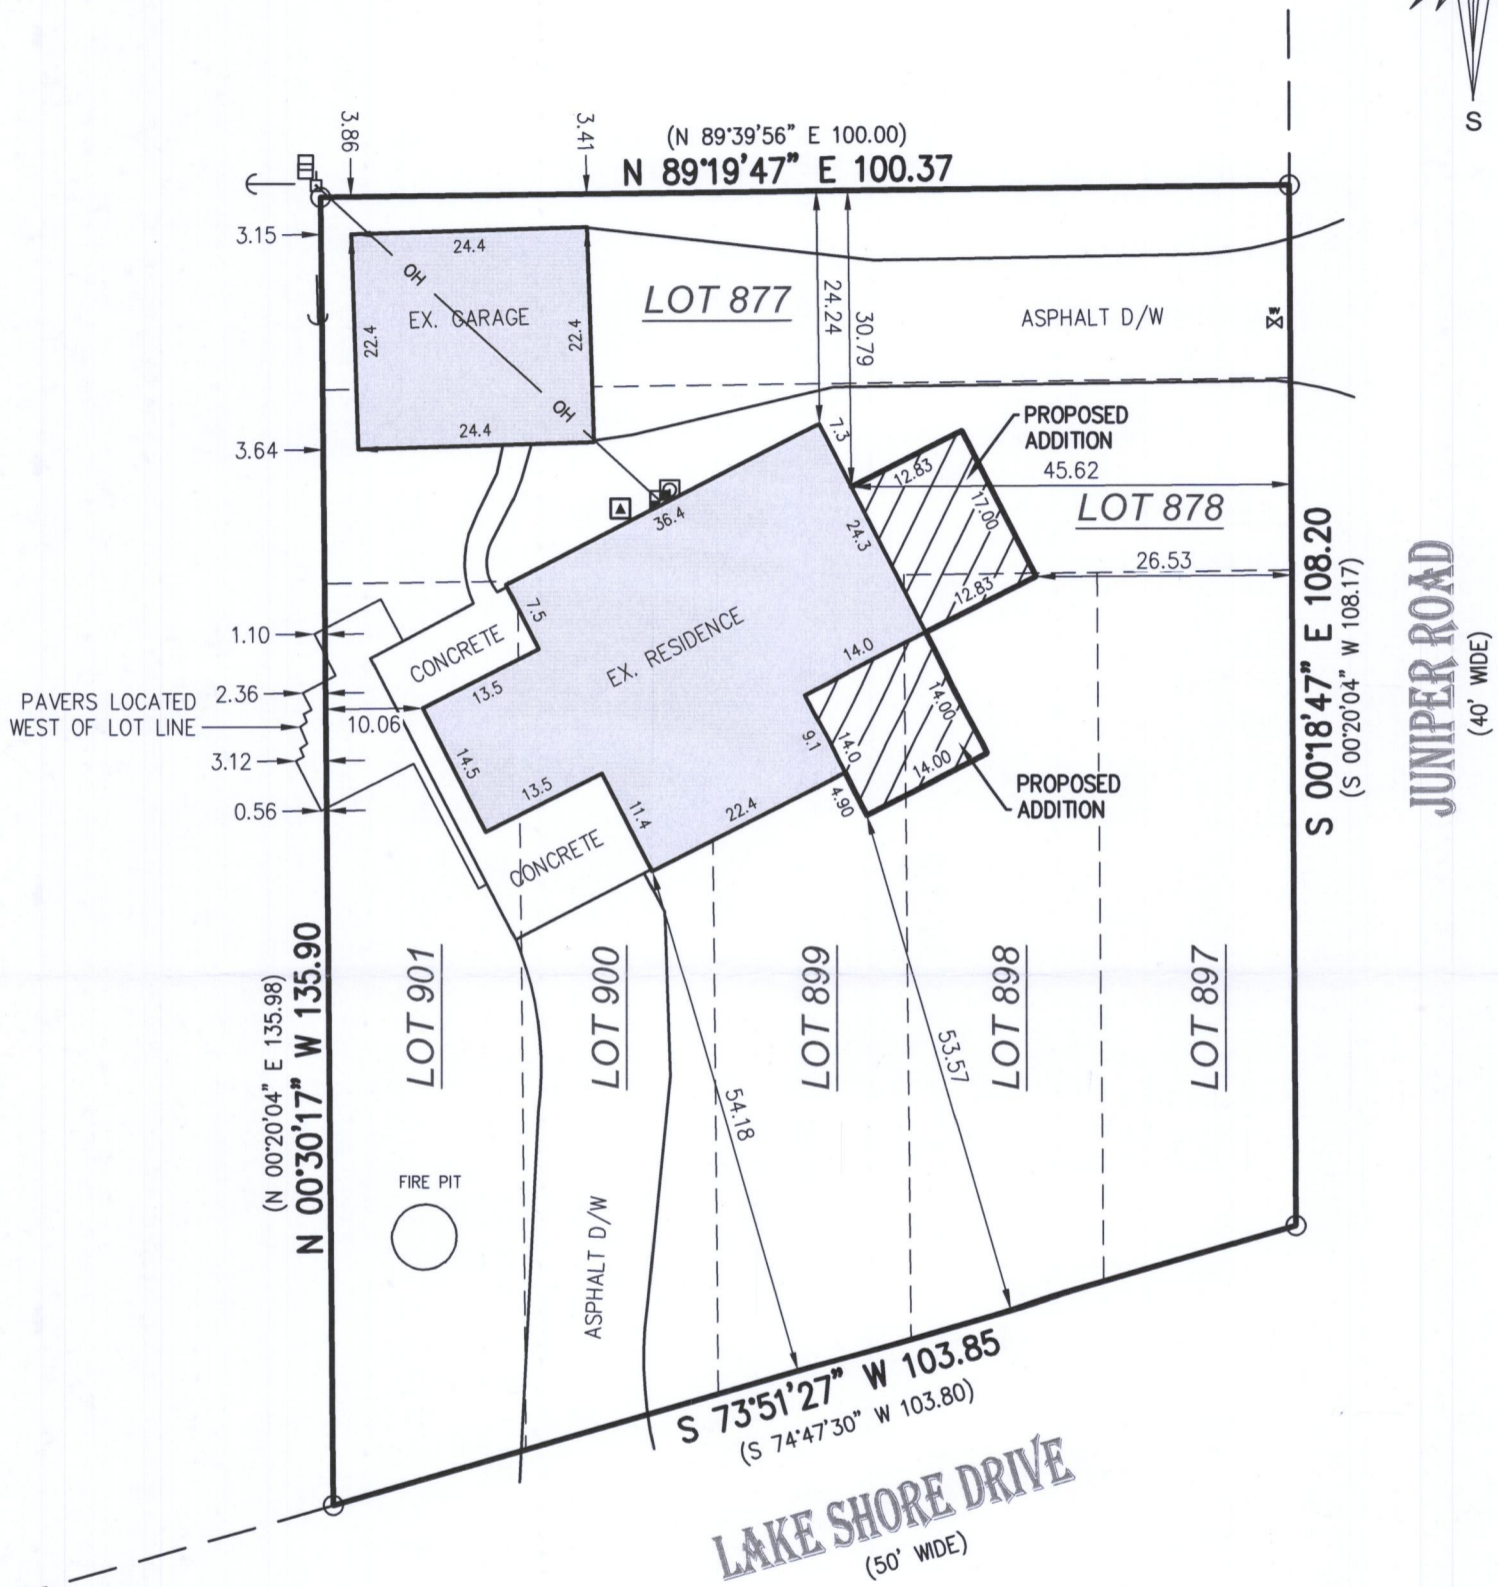 S
(N 89°39'56" E 100.00)
N 89°19'47" E 100.37
3.86
3.41
3.15
24.4
OH
EX. GARAGE
22.4
22.4
OH
24.4
3.64
LOT 877
24.24
30.79
ASPHALT D/W
PROPOSED
ADDITION
45.62
LOT 878
26.53
7.3
12.83
17.00
12.83
24.3
36.4
7.5
EX. RESIDENCE
14.0
CONCRETE
13.5
1.10
2.36
PAVERS LOCATED
WEST OF LOT LINE
10.06
3.12
0.56
14.5
13.5
11.4
22.4
9.1
14.0
14.00
14.00
4.90
PROPOSED
ADDITION
CONCRETE
S 00°18'47" E 108.20
(S 00°20'04" W 108.17)
JUNIPER ROAD
(40' WIDE)
N 00°30'17" W 135.90
(N 00°20'04" E 135.98)
LOT 901
LOT 900
LOT 869
LOT 898
LOT 897
54.18
53.57
FIRE PIT
ASPHALT D/W
S 73°51'27" W 103.85
(S 74°47'30" W 103.80)
LAKE SHORE DRIVE
(50' WIDE)